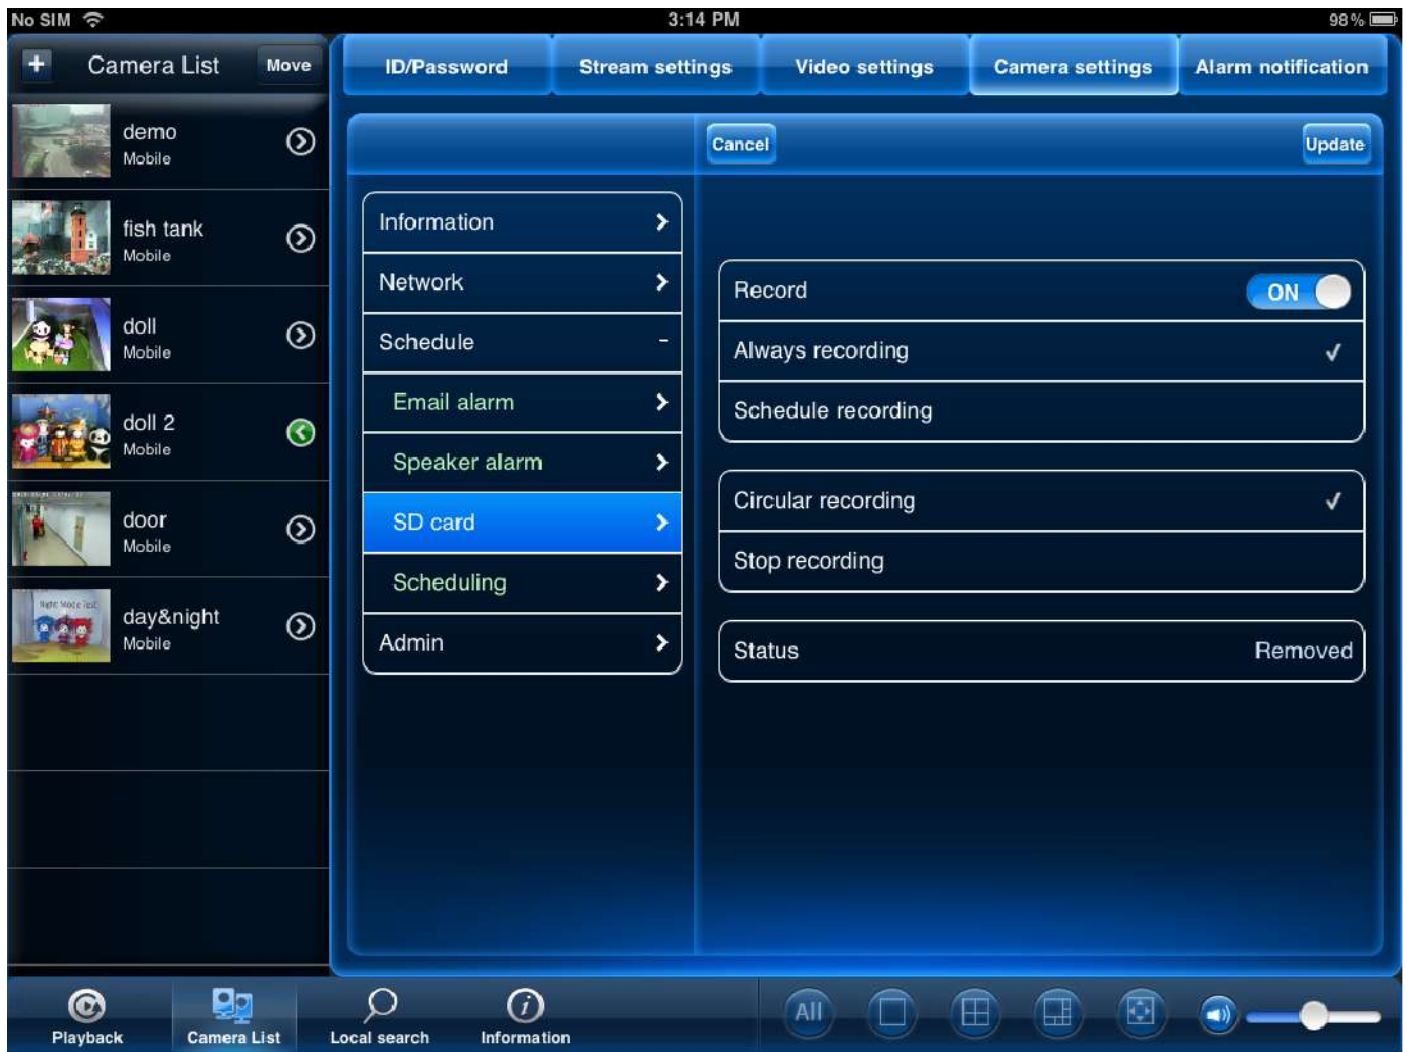 No SIM 3:14 PM 98%
+ Camera List Move
ID/Password Stream settings Video settings Camera settings Alarm notification
demo
Mobile
fish tank
Mobile
doll
Mobile
doll 2
Mobile
door
Mobile
Night Mode Test
day&night
Mobile
Cancel Update
Information
Network
Schedule -
Email alarm
Speaker alarm
SD card
Scheduling
Admin
Record ON
Always recording ✓
Schedule recording
Circular recording ✓
Stop recording
Status Removed
Playback Camera List Local search Information
All